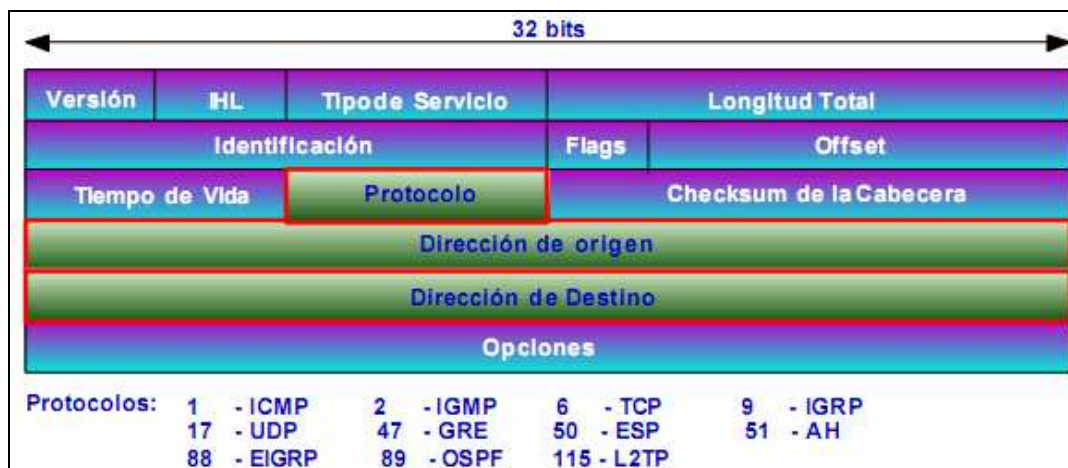 32 bits
Versión IHL Tipode Servicio Longitud Total
Identificación Flags Offset
Tiempo de Vida Protocolo Checksum de la Cabecera
Dirección de origen
Dirección de Destino
Opciones
Protocolos: 1 - ICMP 2 - IGMP 6 - TCP 9 - IGRP
17 - UDP 47 - GRE 50 - ESP 51 - AH
88 - EIGRP 89 - OSPF 115 - L2TP